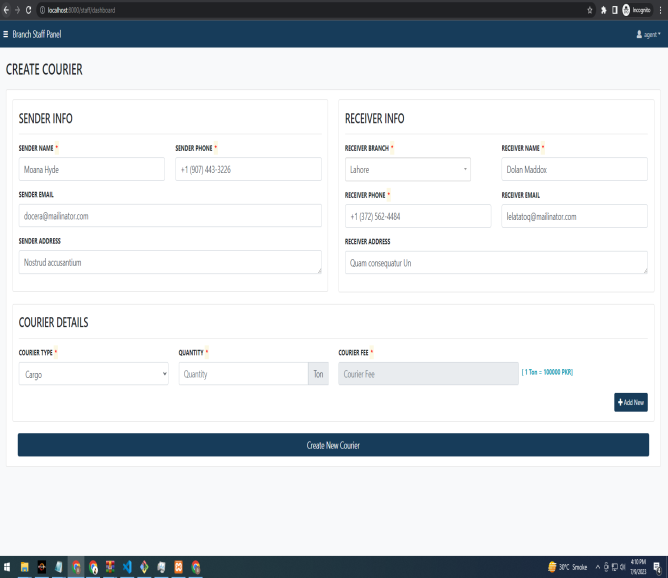 localhost:8000/staff/dashboard
Incognito
Branch Staff Panel
agent
CREATE COURIER
SENDER INFO
SENDER NAME *
SENDER PHONE *
Moana Hyde
+1 (907) 443-3226
SENDER EMAIL
docera@mailinator.com
SENDER ADDRESS
Nostrud accusantium
RECEIVER INFO
RECEIVER BRANCH *
RECEIVER NAME *
Lahore
Dolan Maddox
RECEIVER PHONE *
RECEIVER EMAIL
+1 (372) 562-4484
lelatatoq@mailinator.com
RECEIVER ADDRESS
Quam consequatur Un
COURIER DETAILS
COURIER TYPE *
QUANTITY *
COURIER FEE *
Cargo
Quantity
Ton
Courier Fee
[ 1 Ton = 100000 PKR]
+ Add New
Create New Courier
30°C Smoke
4:10 PM
7/9/2023